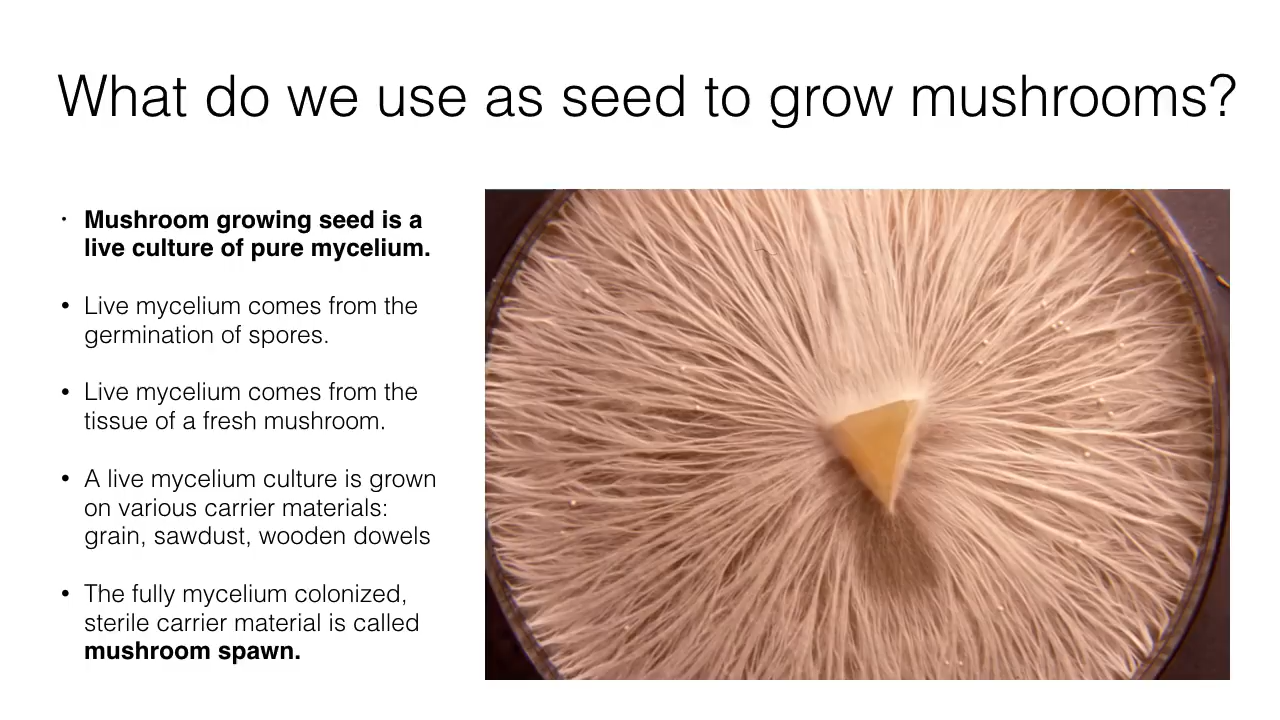 What do we use as seed to grow mushrooms?
• Mushroom growing seed is a
live culture of pure mycelium.
• Live mycelium comes from the
germination of spores.
• Live mycelium comes from the
tissue of a fresh mushroom.
• A live mycelium culture is grown
on various carrier materials:
grain, sawdust, wooden dowels
• The fully mycelium colonized,
sterile carrier material is called
mushroom spawn.